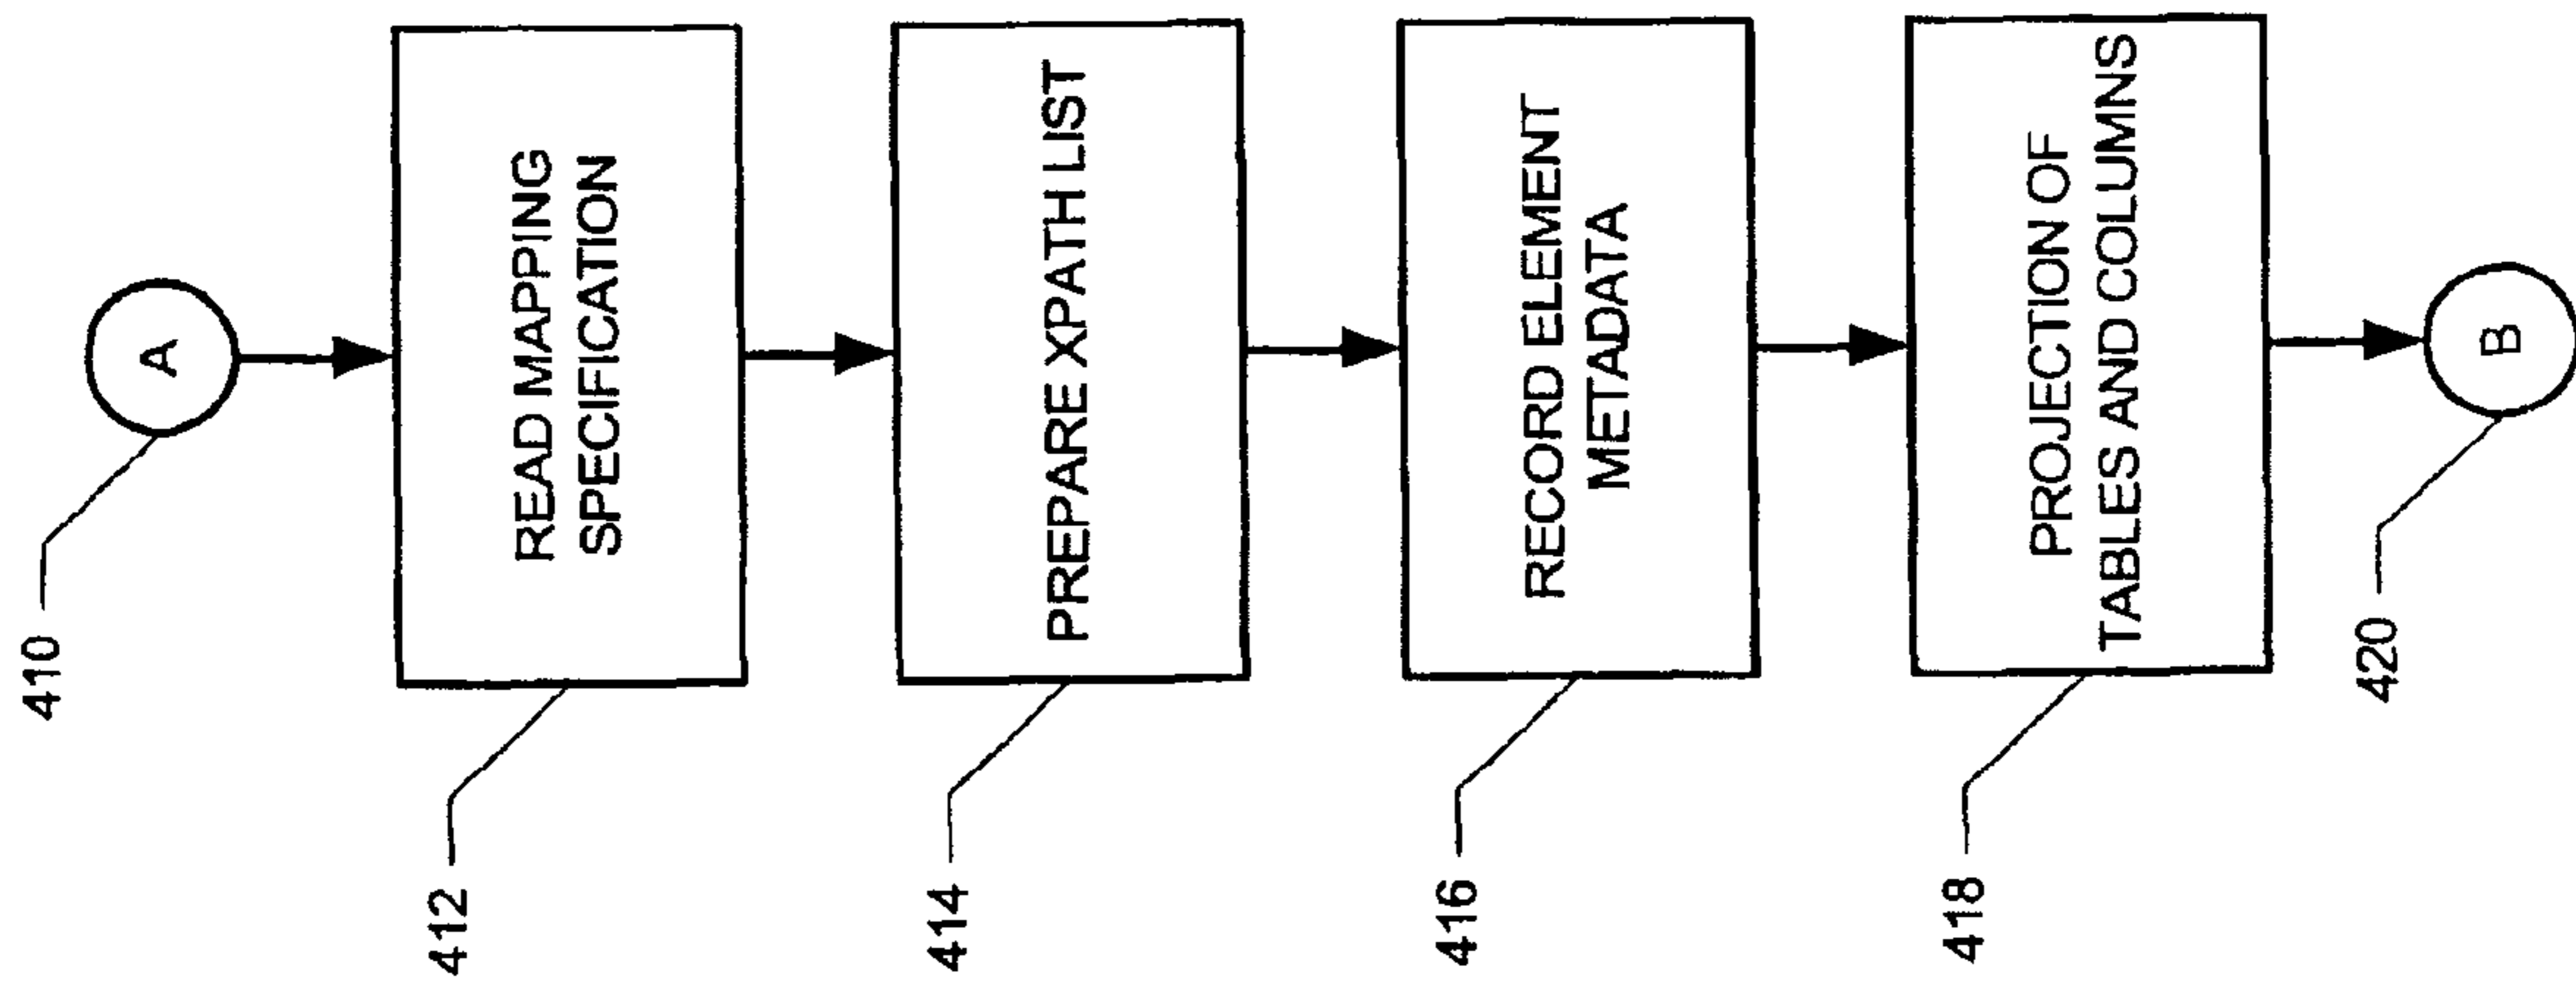 A
410
READ MAPPING
SPECIFICATION
412
PREPARE XPATH LIST
414
RECORD ELEMENT
METADATA
416
PROJECTION OF
TABLES AND COLUMNS
418
B
420